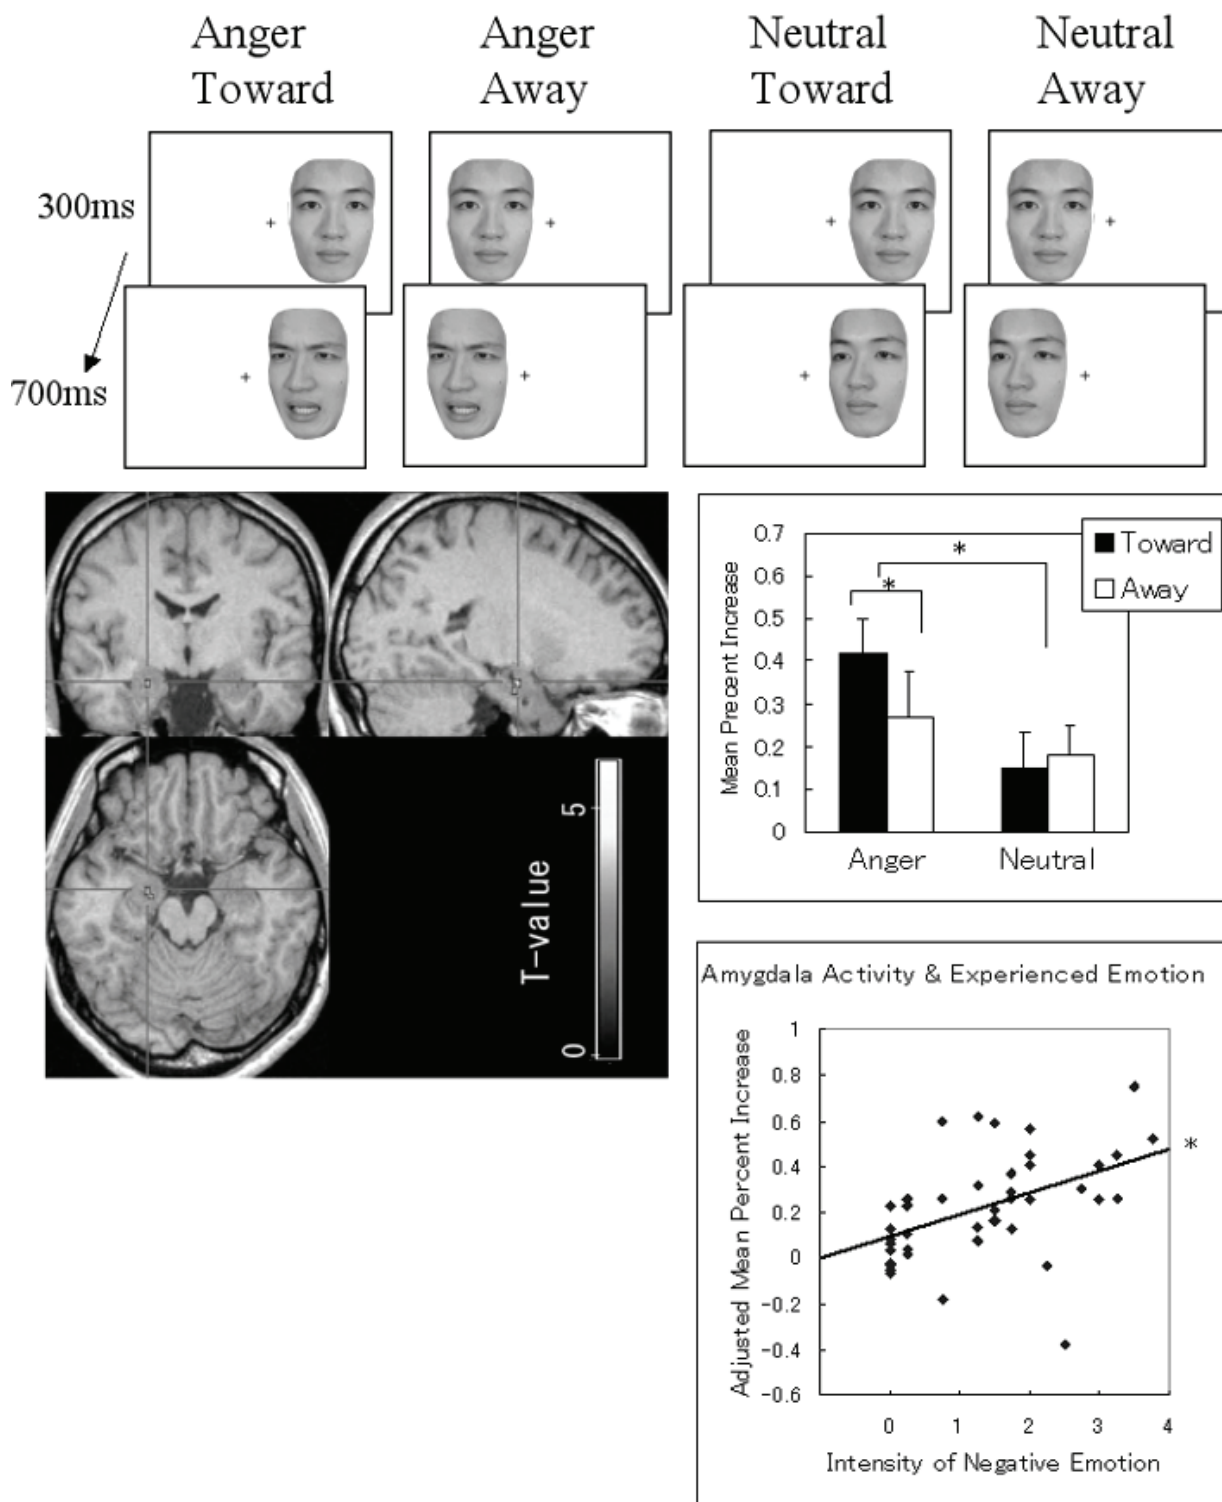 Anger Toward
Anger Away
Neutral Toward
Neutral Away
300ms
700ms
T-value
5
0
Toward
Away
Mean Precent Increase
0.7
0.6
0.5
0.4
0.3
0.2
0.1
0
*
*
Anger
Neutral
Amygdala Activity & Experienced Emotion
Adjusted Mean Percent Increase
1
0.8
0.6
0.4
0.2
0
-0.2
-0.4
-0.6
*
0 1 2 3 4
Intensity of Negative Emotion